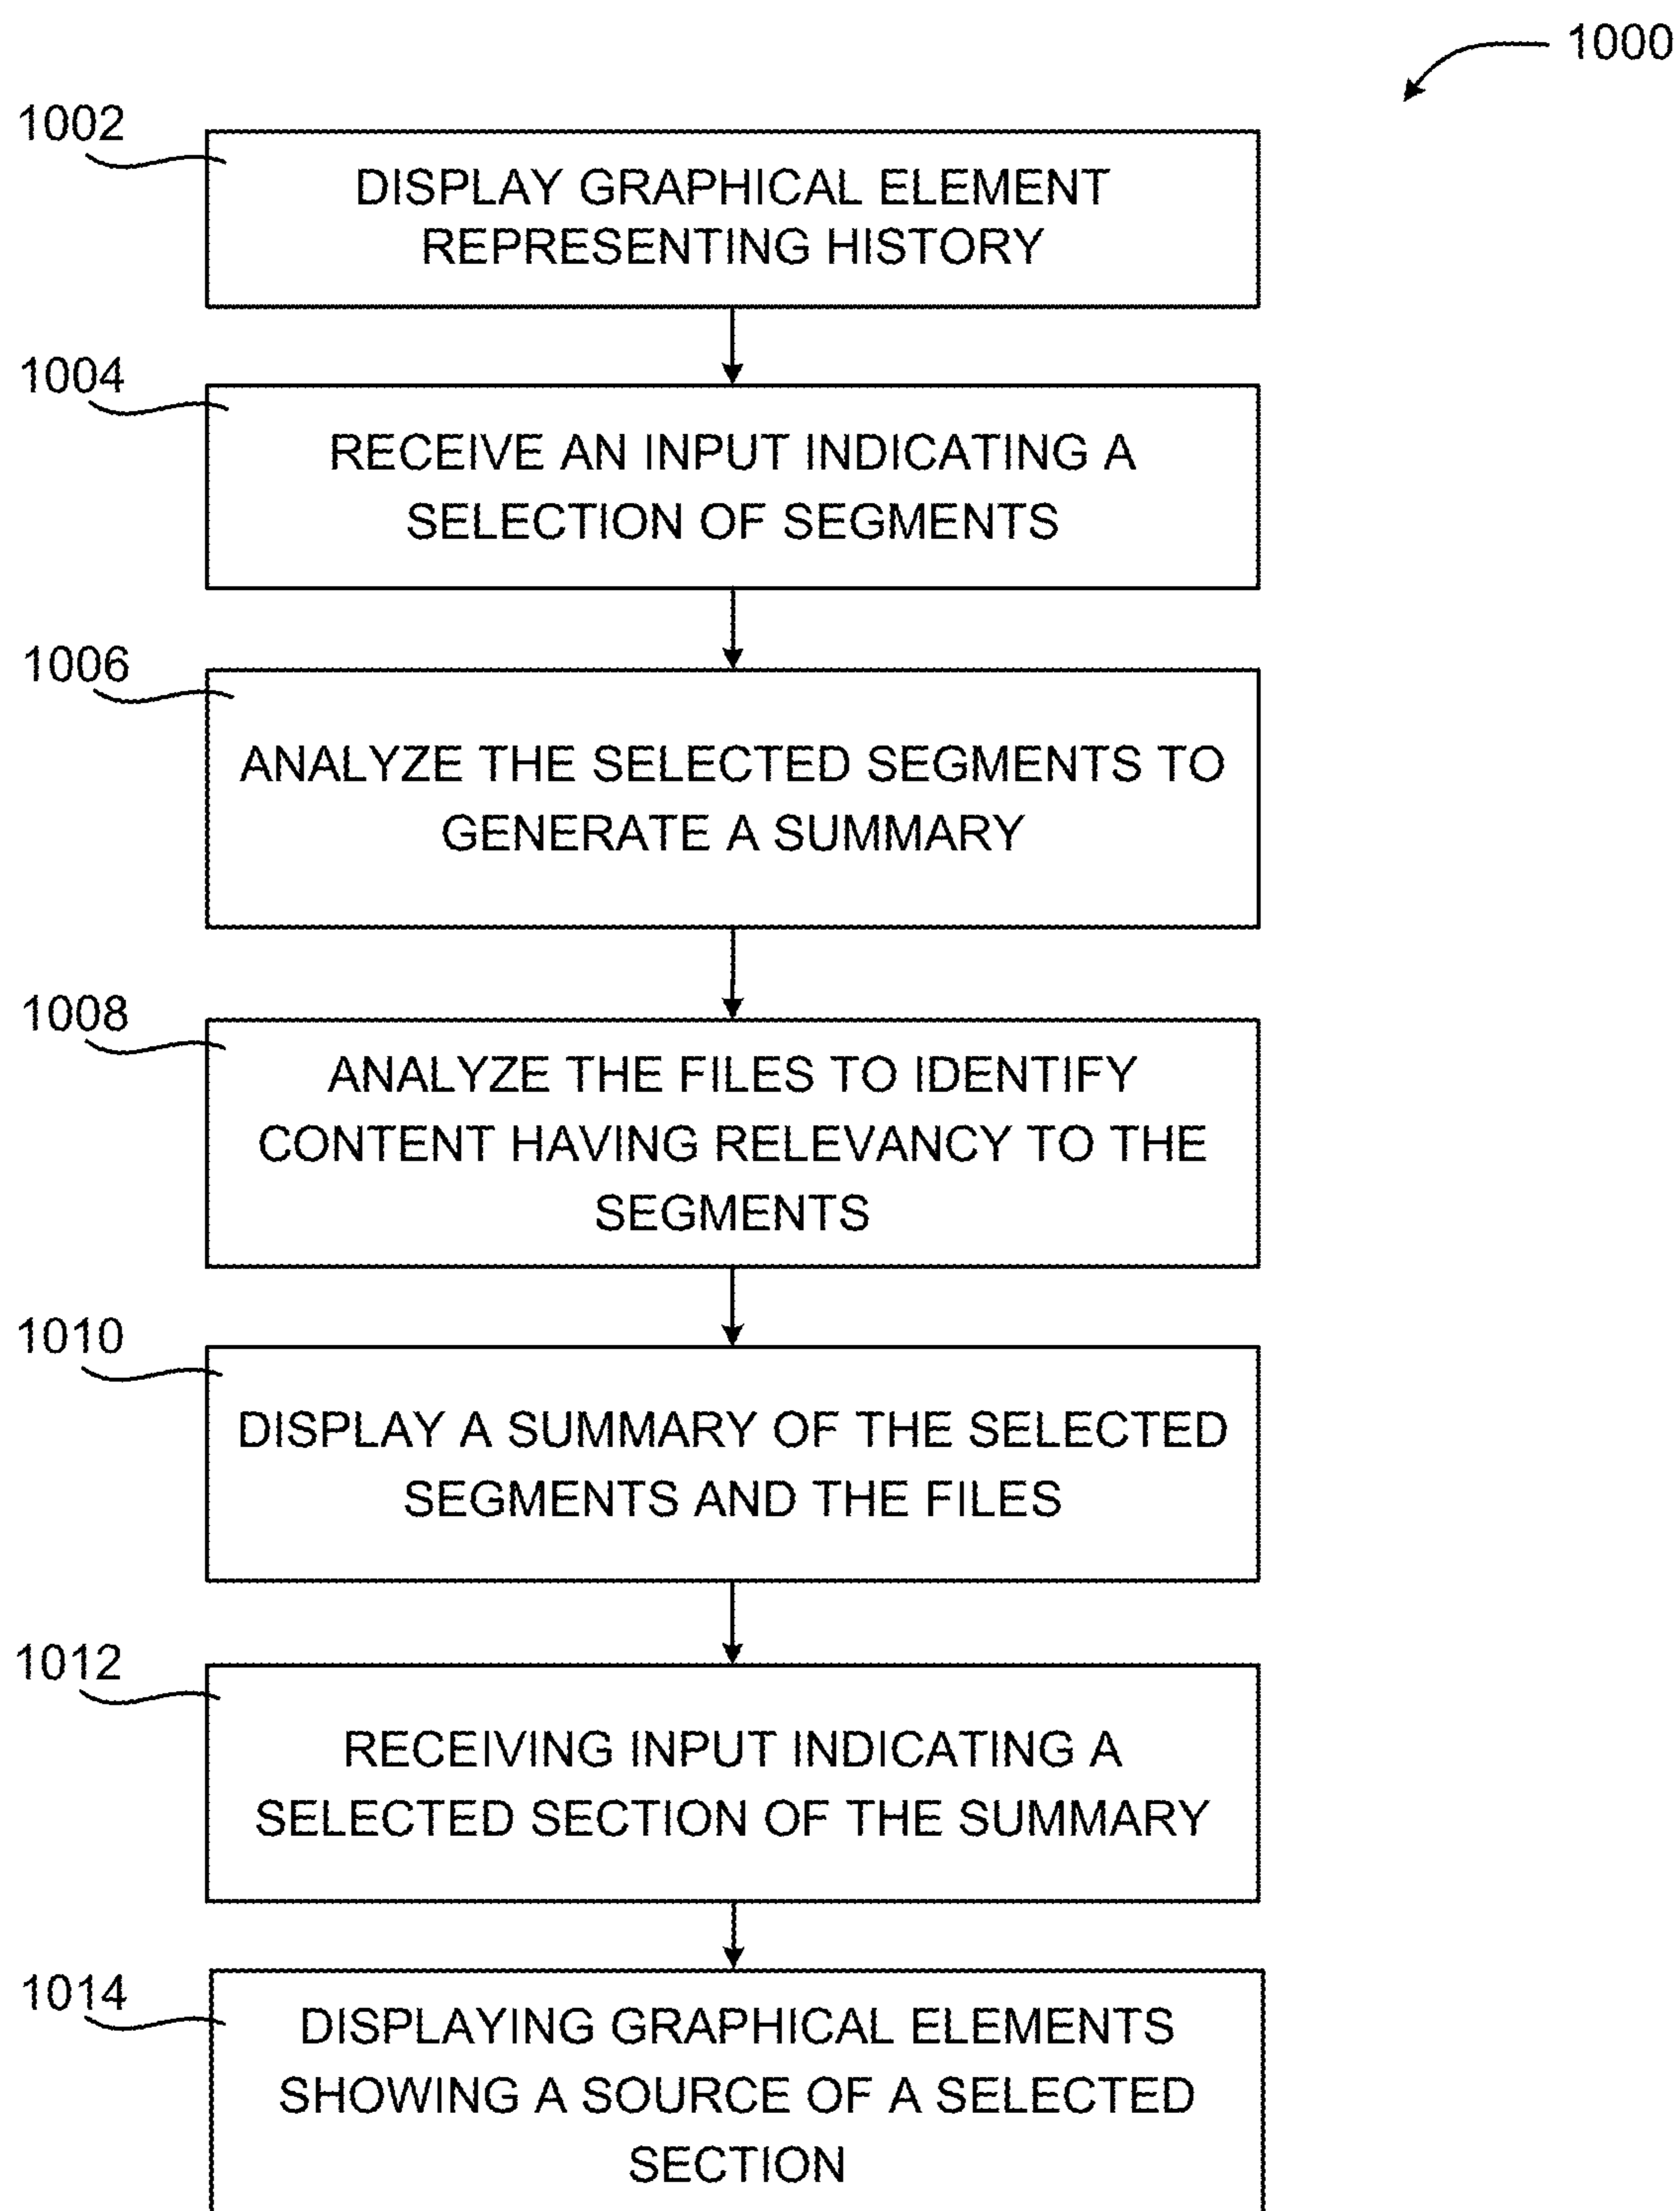 1000
1002
DISPLAY GRAPHICAL ELEMENT
REPRESENTING HISTORY
1004
RECEIVE AN INPUT INDICATING A
SELECTION OF SEGMENTS
1006
ANALYZE THE SELECTED SEGMENTS TO
GENERATE A SUMMARY
1008
ANALYZE THE FILES TO IDENTIFY
CONTENT HAVING RELEVANCY TO THE
SEGMENTS
1010
DISPLAY A SUMMARY OF THE SELECTED
SEGMENTS AND THE FILES
1012
RECEIVING INPUT INDICATING A
SELECTED SECTION OF THE SUMMARY
1014
DISPLAYING GRAPHICAL ELEMENTS
SHOWING A SOURCE OF A SELECTED
SECTION